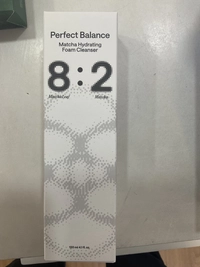 Perfect Balance
Matcha Hydrating
Foam Cleanser
8:2